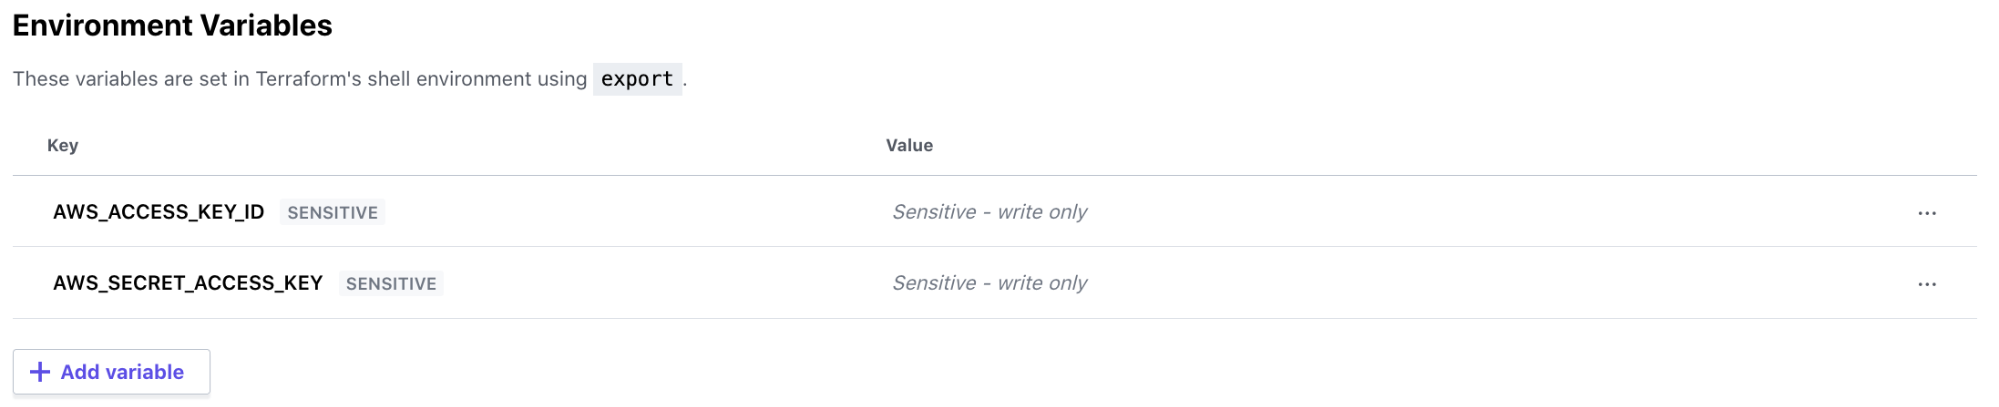 Environment Variables
These variables are set in Terraform's shell environment using export.
Key Value
AWS_ACCESS_KEY_ID SENSITIVE Sensitive - write only ...
AWS_SECRET_ACCESS_KEY SENSITIVE Sensitive - write only ...
+ Add variable